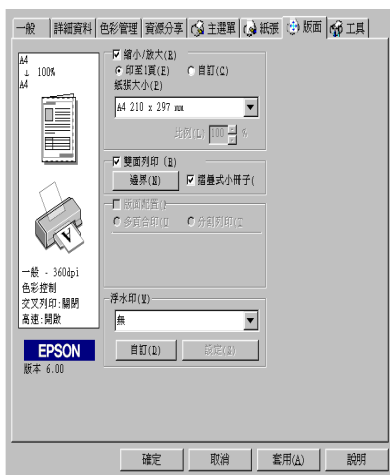 一般 詳細資料 色彩管理 資源分享 主選單 紙張 版面 工具
A4
⊥ 100%
A4
一般 - 360dpi
色彩控制
交叉列印:關閉
高速:開啟
EPSON
版本 6.00
縮小/放大(R)
印至1頁(E) 自訂(C)
紙張大小(P)
A4 210 x 297 mm
比例(L) 100 %
雙面列印 (B)
邊界(N) 摺疊式小冊子(
版面配置(
多頁合印(U 分割列印(T
浮水印(W)
無
自訂(D) 設定(S)
確定 取消 套用(A) 說明